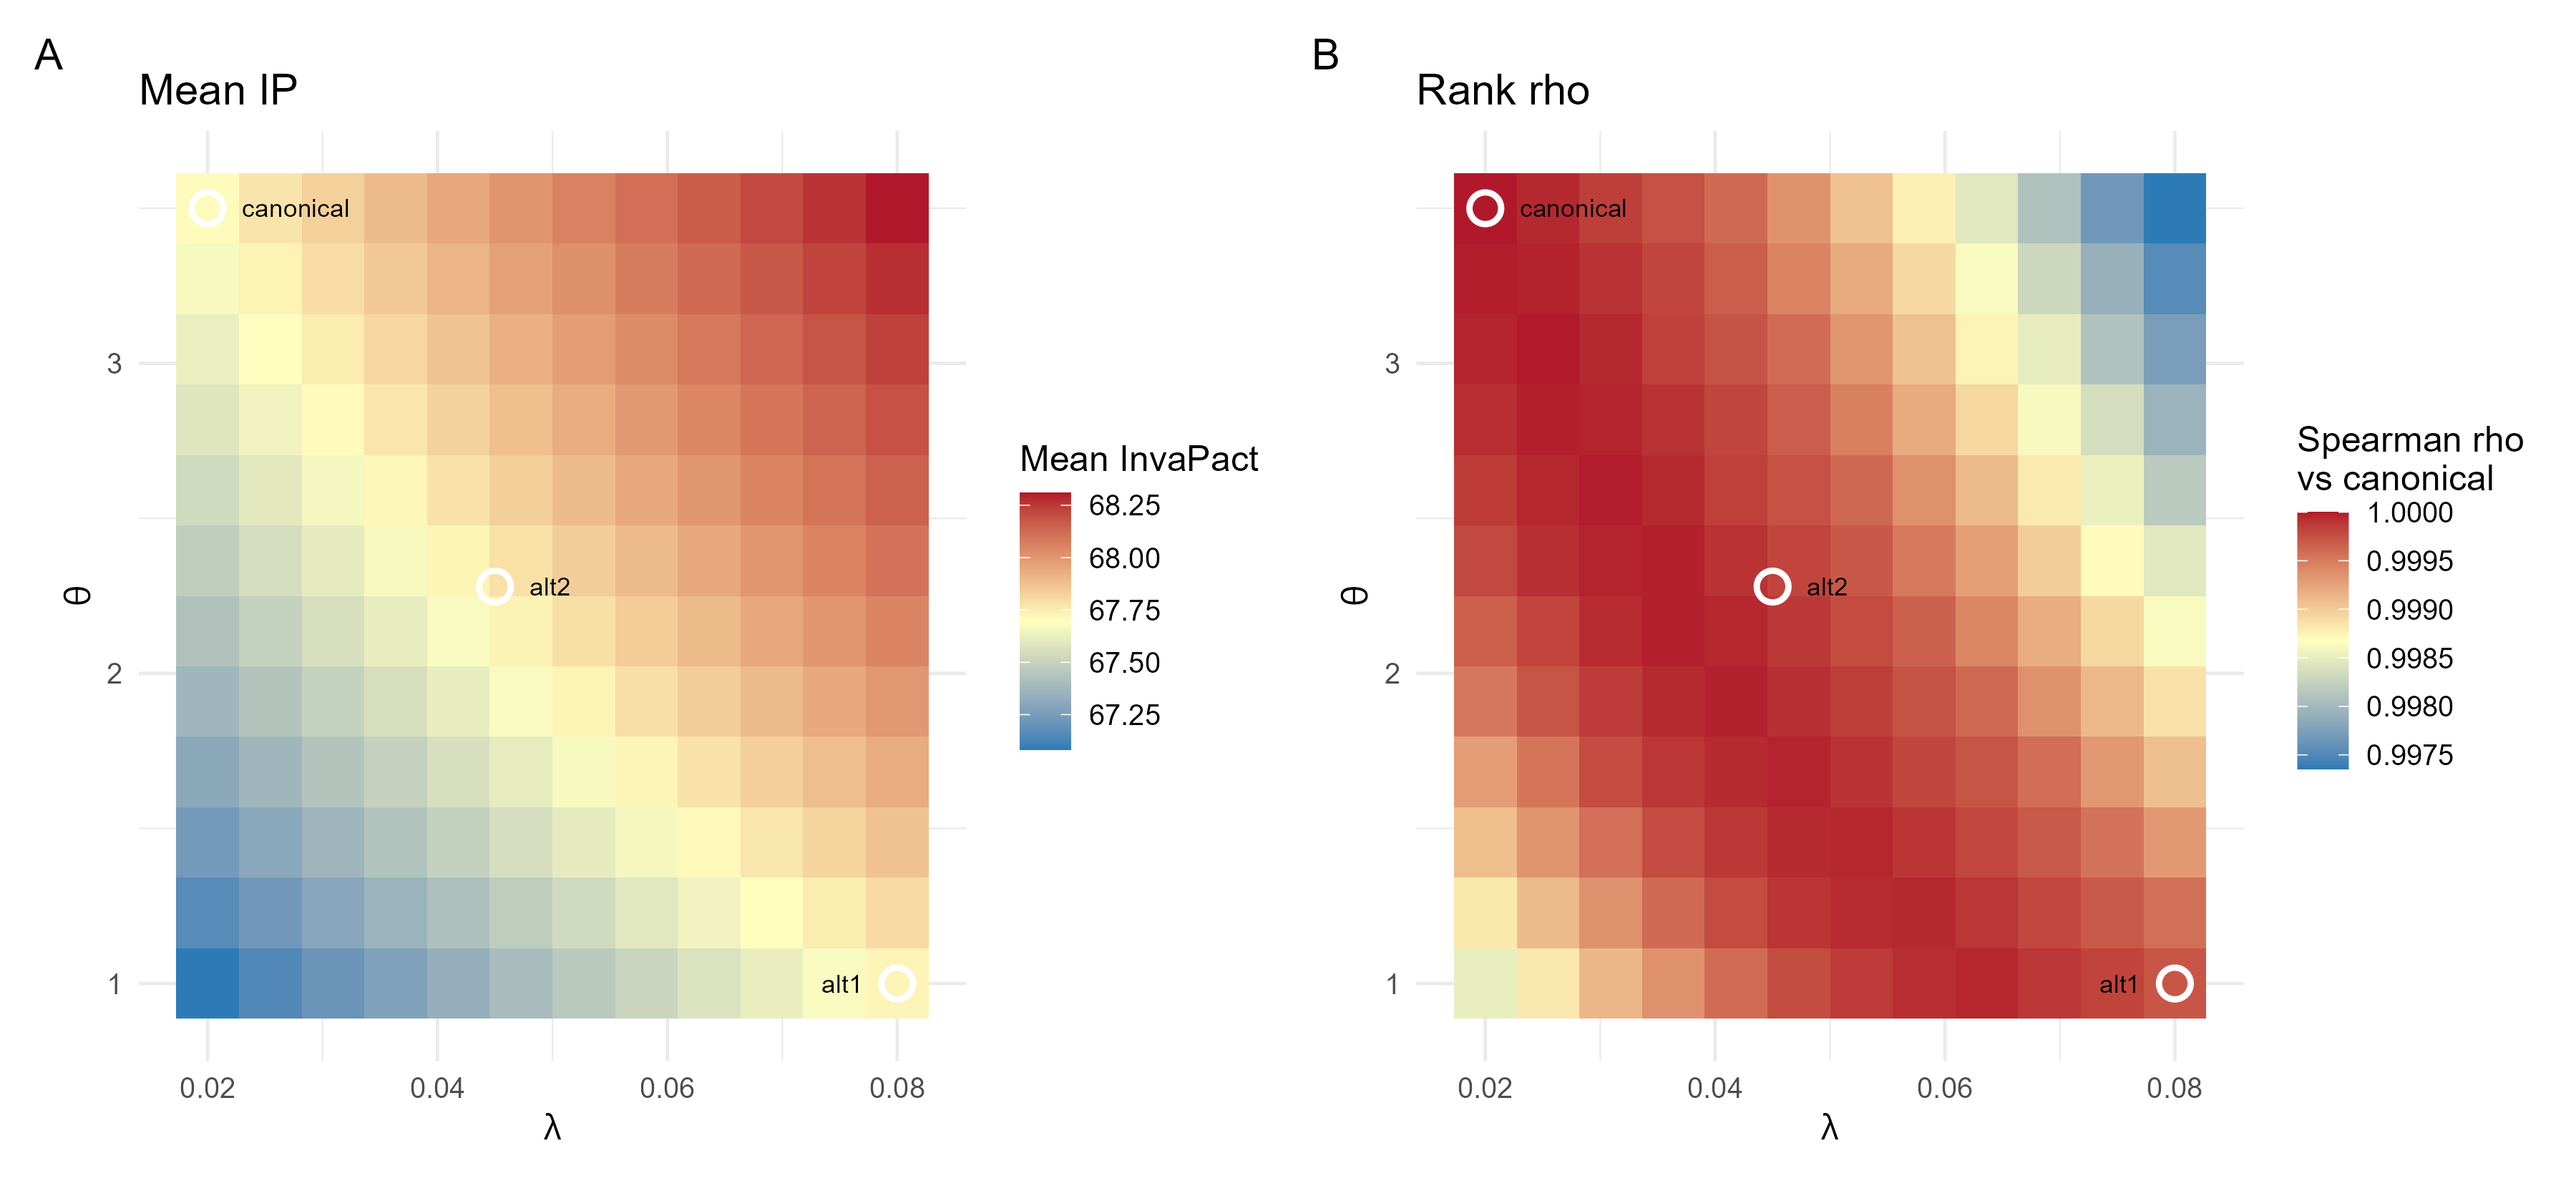 A
Mean IP
canonical
alt2
alt1
3
2
1
θ
0.02
0.04
0.06
0.08
λ
Mean InvaPact
68.25
68.00
67.75
67.50
67.25
B
Rank rho
canonical
alt2
alt1
3
2
1
θ
0.02
0.04
0.06
0.08
λ
Spearman rho
vs canonical
1.0000
0.9995
0.9990
0.9985
0.9980
0.9975